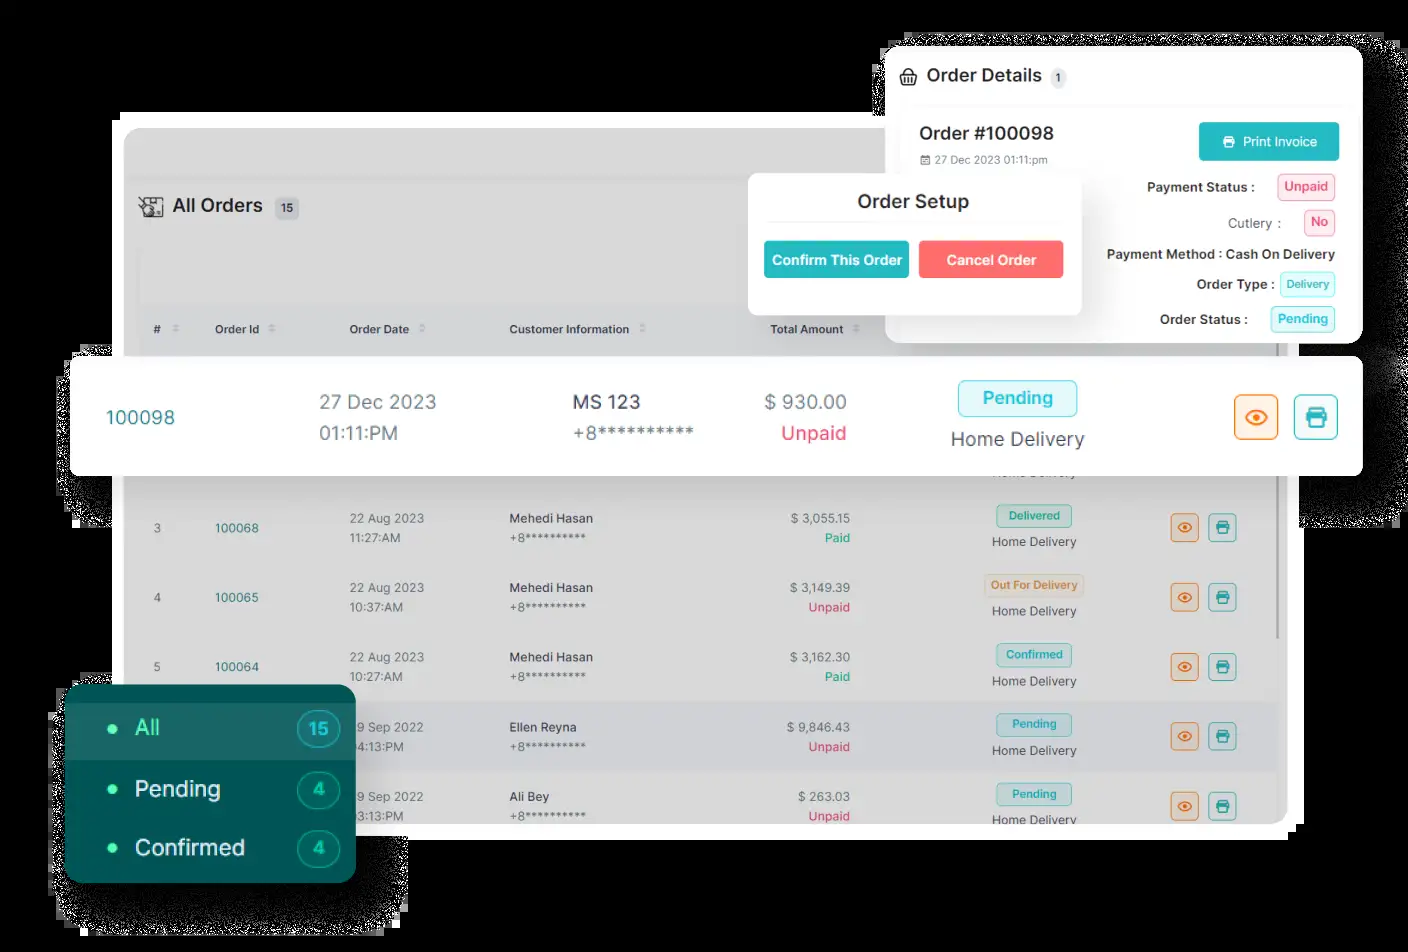 Order Details 1
Order #100098
Print Invoice
27 Dec 2023 01:11:pm
Payment Status : Unpaid
Cutlery : No
Payment Method : Cash On Delivery
Order Type : Delivery
Order Status : Pending
Order Setup
Confirm This Order Cancel Order
All Orders 15
# Order Id Order Date Customer Information Total Amount
100098 27 Dec 2023 MS 123 $ 930.00 Pending
01:11:PM +8********** Unpaid Home Delivery
Home Delivery
3 100068 22 Aug 2023 Mehedi Hasan $ 3,055.15 Delivered
11:27:AM +8********** Paid Home Delivery
4 100065 22 Aug 2023 Mehedi Hasan $ 3,149.39 Out For Delivery
10:37:AM +8********** Unpaid Home Delivery
5 100064 22 Aug 2023 Mehedi Hasan $ 3,162.30 Confirmed
10:27:AM +8********** Paid Home Delivery
9 Sep 2022 Ellen Reyna $ 9,846.43 Pending
4:13:PM +8********** Unpaid Home Delivery
9 Sep 2022 Ali Bey $ 263.03 Pending
3:13:PM +8********** Unpaid Home Delivery
All 15
Pending 4
Confirmed 4